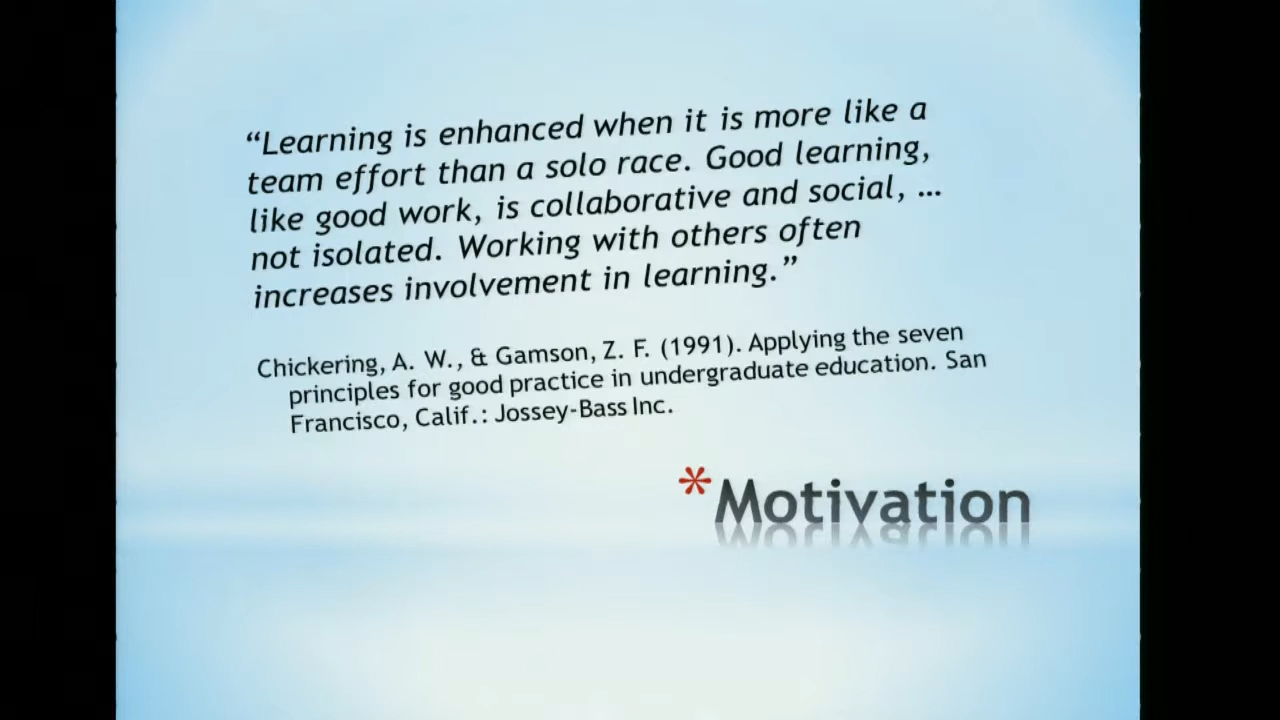 “Learning is enhanced when it is more like a
team effort than a solo race. Good learning,
like good work, is collaborative and social, …
not isolated. Working with others often
increases involvement in learning.”
Chickering, A. W., & Gamson, Z. F. (1991). Applying the seven
principles for good practice in undergraduate education. San
Francisco, Calif.: Jossey-Bass Inc.
*Motivation